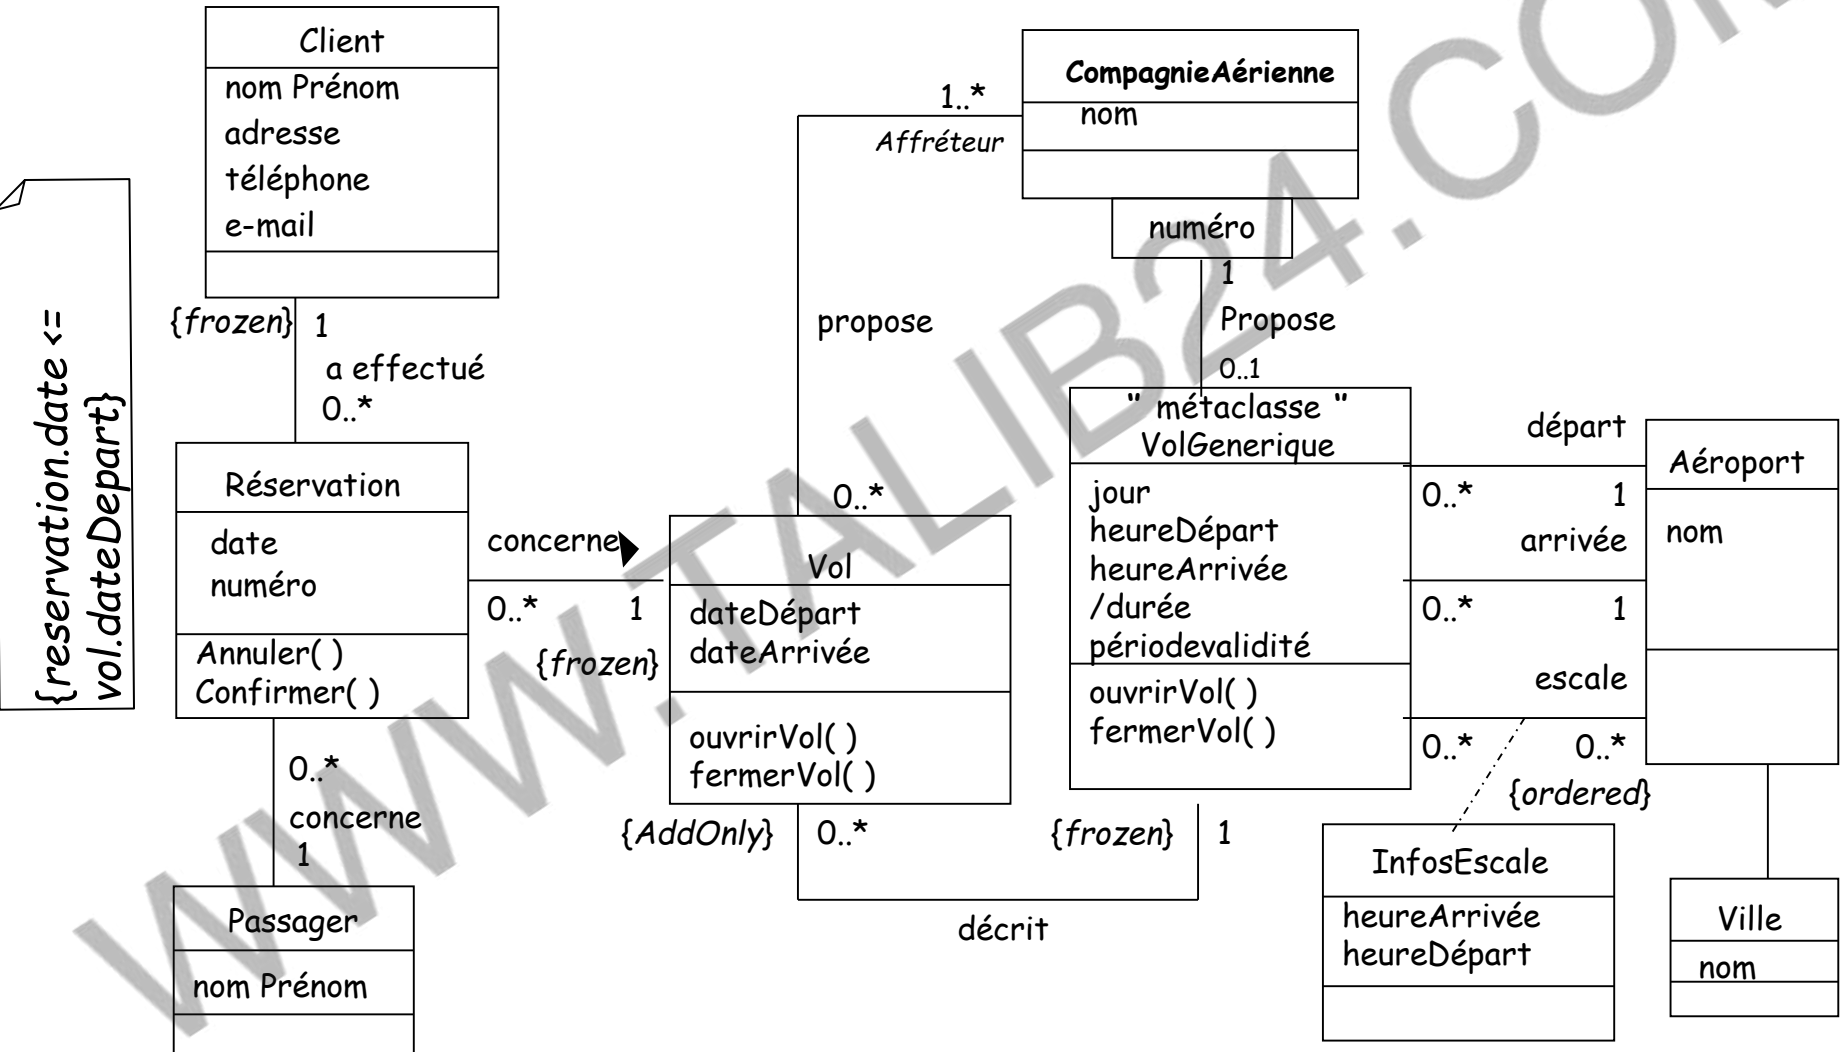 Client
nom Prénom
adresse
téléphone
e-mail
{frozen}
1
a effectué
0..*
{reservation.date <=
vol.dateDepart}
Réservation
date
numéro
Annuler( )
Confirmer( )
concerne
0..*
1
{frozen}
0..*
concerne
1
Passager
nom Prénom
CompagnieAérienne
nom
numéro
1..*
Affréteur
propose
0..*
1
Propose
0..1
Vol
dateDépart
dateArrivée
ouvrirVol( )
fermerVol( )
{AddOnly}
0..*
décrit
{frozen}
1
" métaclasse "
VolGenerique
jour
heureDépart
heureArrivée
/durée
périodevalidité
ouvrirVol( )
fermerVol( )
départ
0..*
1
arrivée
0..*
1
escale
0..*
0..*
{ordered}
Aéroport
nom
InfosEscale
heureArrivée
heureDépart
Ville
nom
WWW.TALIB24.COM